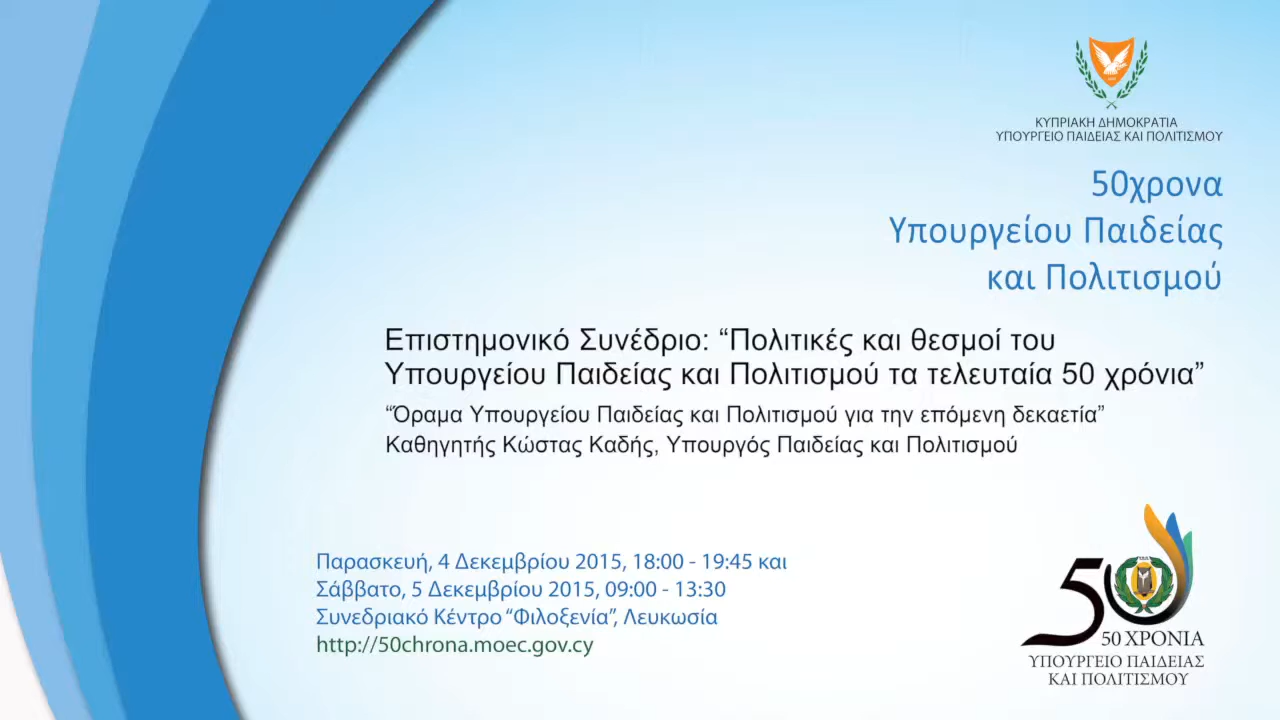 ΚΥΠΡΙΑΚΗ ΔΗΜΟΚΡΑΤΙΑ
ΥΠΟΥΡΓΕΙΟ ΠΑΙΔΕΙΑΣ ΚΑΙ ΠΟΛΙΤΙΣΜΟΥ
50χρονα
Υπουργείου Παιδείας
και Πολιτισμού
Επιστημονικό Συνέδριο: “Πολιτικές και θεσμοί του
Υπουργείου Παιδείας και Πολιτισμού τα τελευταία 50 χρόνια”
“Όραμα Υπουργείου Παιδείας και Πολιτισμού για την επόμενη δεκαετία”
Καθηγητής Κώστας Καδής, Υπουργός Παιδείας και Πολιτισμού
Παρασκευή, 4 Δεκεμβρίου 2015, 18:00 - 19:45 και
Σάββατο, 5 Δεκεμβρίου 2015, 09:00 - 13:30
Συνεδριακό Κέντρο “Φιλοξενία”, Λευκωσία
http://50chrona.moec.gov.cy
50
50 ΧΡΟΝΙΑ
ΥΠΟΥΡΓΕΙΟ ΠΑΙΔΕΙΑΣ
ΚΑΙ ΠΟΛΙΤΙΣΜΟΥ